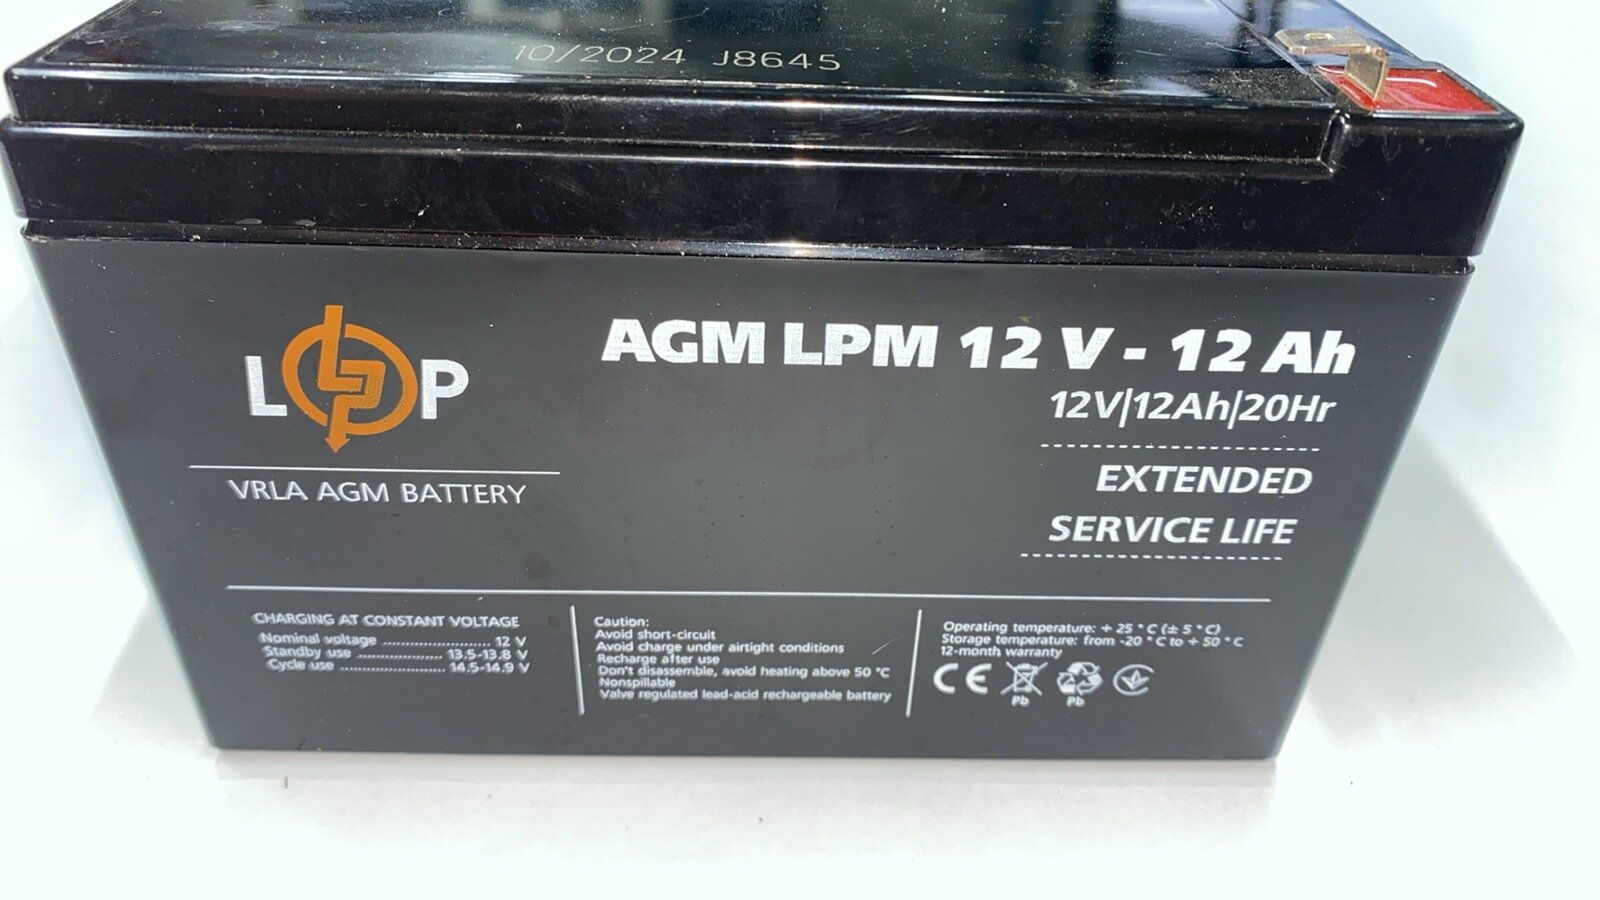 10/2024 J8645
L P
VRLA AGM BATTERY
AGM LPM 12 V - 12 Ah
12V|12Ah|20Hr
EXTENDED
SERVICE LIFE
CHARGING AT CONSTANT VOLTAGE
Nominal voltage ........................ 12 V
Standby use .................. 13.5-13.8 V
Cycle use ...................... 14.5-14.9 V
Caution:
Avoid short-circuit
Avoid charge under airtight conditions
Recharge after use
Don't disassemble, avoid heating above 50 °C
Nonspillable
Valve regulated lead-acid rechargeable battery
Operating temperature: + 25 ° C (± 5 ° C)
Storage temperature: from -20 ° C to + 50 ° C
12-month warranty
CE
Pb Pb